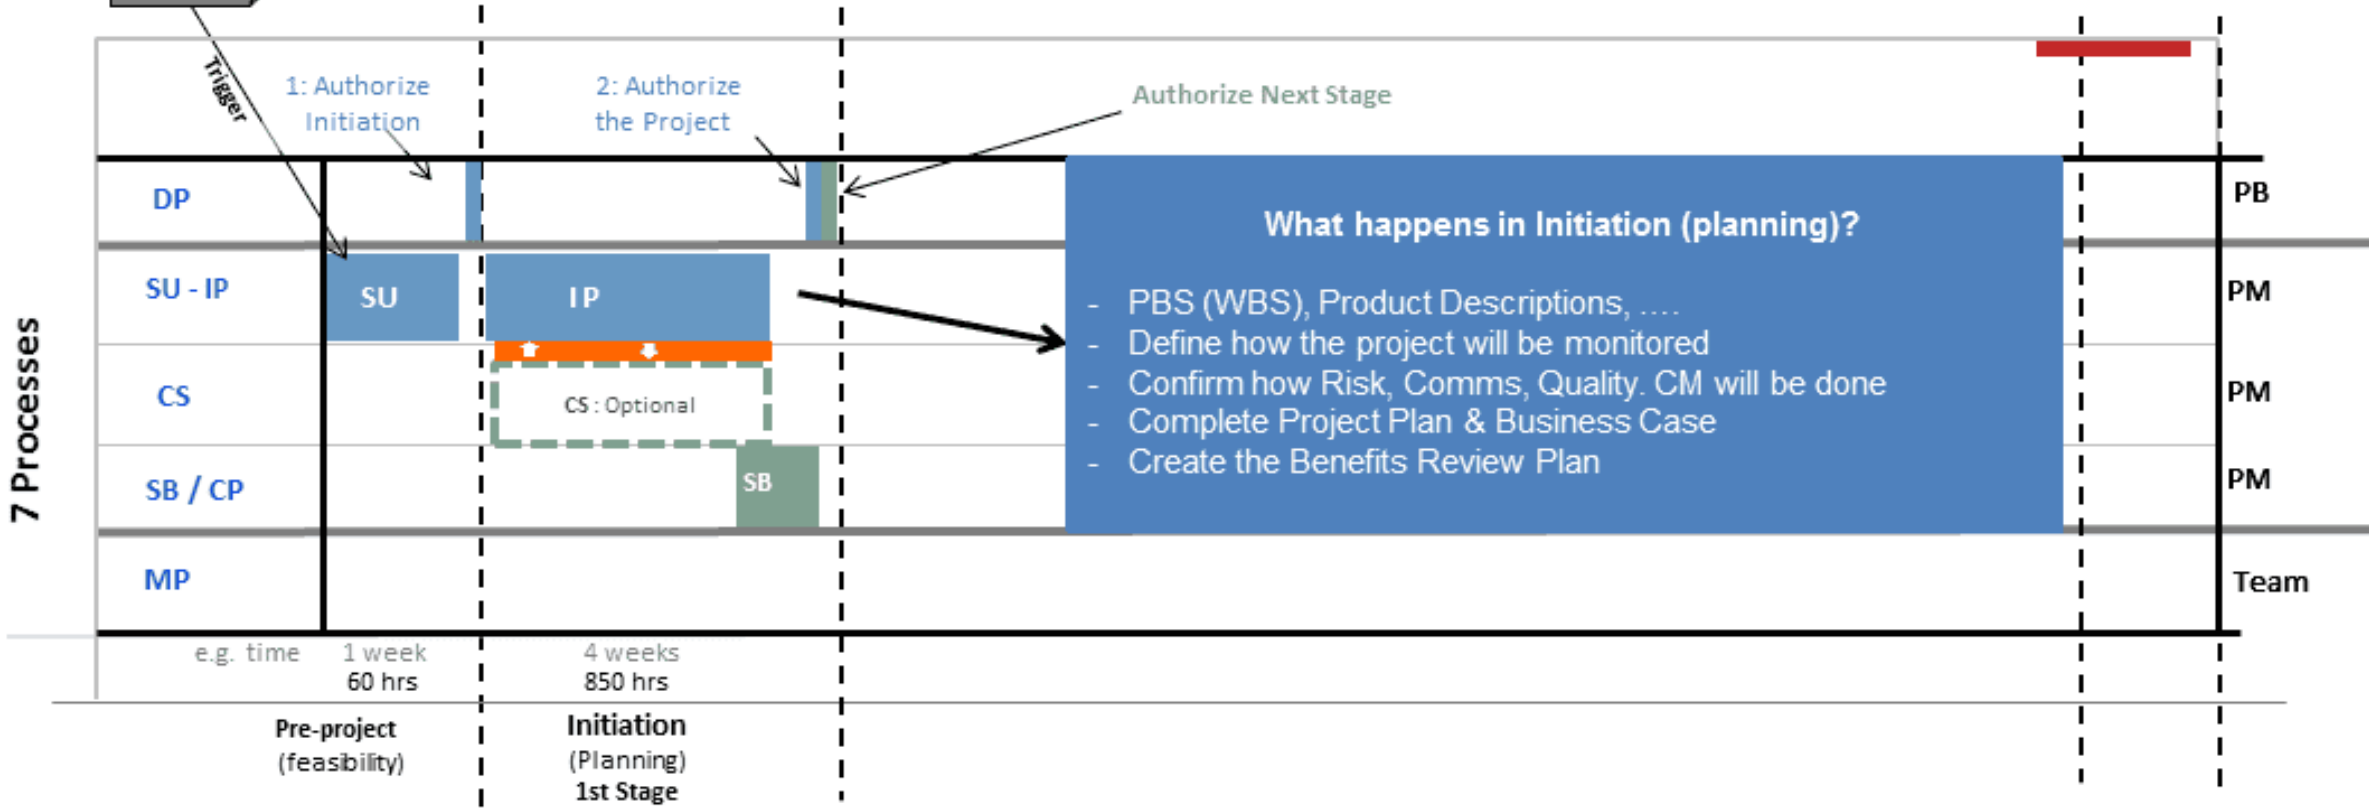 Trigger
1: Authorize
Initiation
2: Authorize
the Project
Authorize Next Stage
7 Processes
DP
PB
SU - IP
SU
IP
PM
CS
CS : Optional
PM
SB / CP
SB
PM
MP
Team
What happens in Initiation (planning)?
- PBS (WBS), Product Descriptions, ....
- Define how the project will be monitored
- Confirm how Risk, Comms, Quality. CM will be done
- Complete Project Plan & Business Case
- Create the Benefits Review Plan
e.g. time
1 week
60 hrs
4 weeks
850 hrs
Pre-project
(feasibility)
Initiation
(Planning)
1st Stage